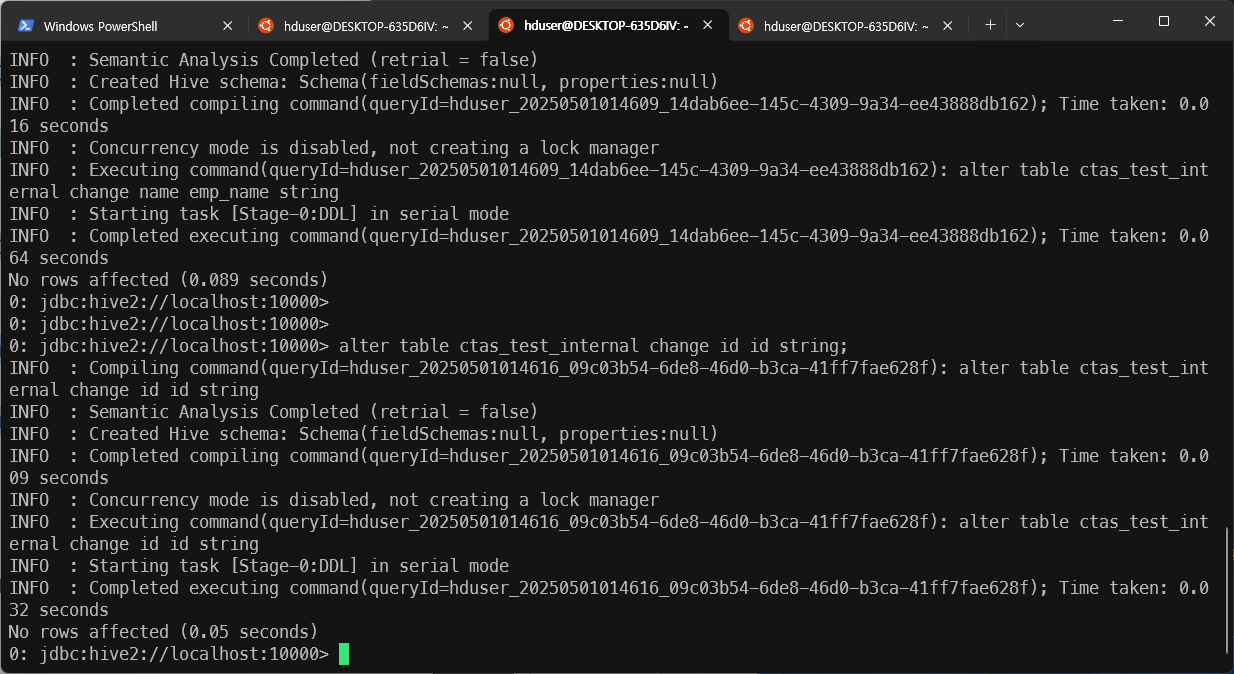 Windows PowerShell
hduser@DESKTOP-635D6IV: ~
hduser@DESKTOP-635D6IV: ~
hduser@DESKTOP-635D6IV: ~
INFO  : Semantic Analysis Completed (retrial = false)
INFO  : Created Hive schema: Schema(fieldSchemas:null, properties:null)
INFO  : Completed compiling command(queryId=hduser_20250501014609_14dab6ee-145c-4309-9a34-ee43888db162); Time taken: 0.0
16 seconds
INFO  : Concurrency mode is disabled, not creating a lock manager
INFO  : Executing command(queryId=hduser_20250501014609_14dab6ee-145c-4309-9a34-ee43888db162): alter table ctas_test_int
ernal change name emp_name string
INFO  : Starting task [Stage-0:DDL] in serial mode
INFO  : Completed executing command(queryId=hduser_20250501014609_14dab6ee-145c-4309-9a34-ee43888db162); Time taken: 0.0
64 seconds
No rows affected (0.089 seconds)
0: jdbc:hive2://localhost:10000>
0: jdbc:hive2://localhost:10000>
0: jdbc:hive2://localhost:10000> alter table ctas_test_internal change id id string;
INFO  : Compiling command(queryId=hduser_20250501014616_09c03b54-6de8-46d0-b3ca-41ff7fae628f): alter table ctas_test_int
ernal change id id string
INFO  : Semantic Analysis Completed (retrial = false)
INFO  : Created Hive schema: Schema(fieldSchemas:null, properties:null)
INFO  : Completed compiling command(queryId=hduser_20250501014616_09c03b54-6de8-46d0-b3ca-41ff7fae628f); Time taken: 0.0
09 seconds
INFO  : Concurrency mode is disabled, not creating a lock manager
INFO  : Executing command(queryId=hduser_20250501014616_09c03b54-6de8-46d0-b3ca-41ff7fae628f): alter table ctas_test_int
ernal change id id string
INFO  : Starting task [Stage-0:DDL] in serial mode
INFO  : Completed executing command(queryId=hduser_20250501014616_09c03b54-6de8-46d0-b3ca-41ff7fae628f); Time taken: 0.0
32 seconds
No rows affected (0.05 seconds)
0: jdbc:hive2://localhost:10000>